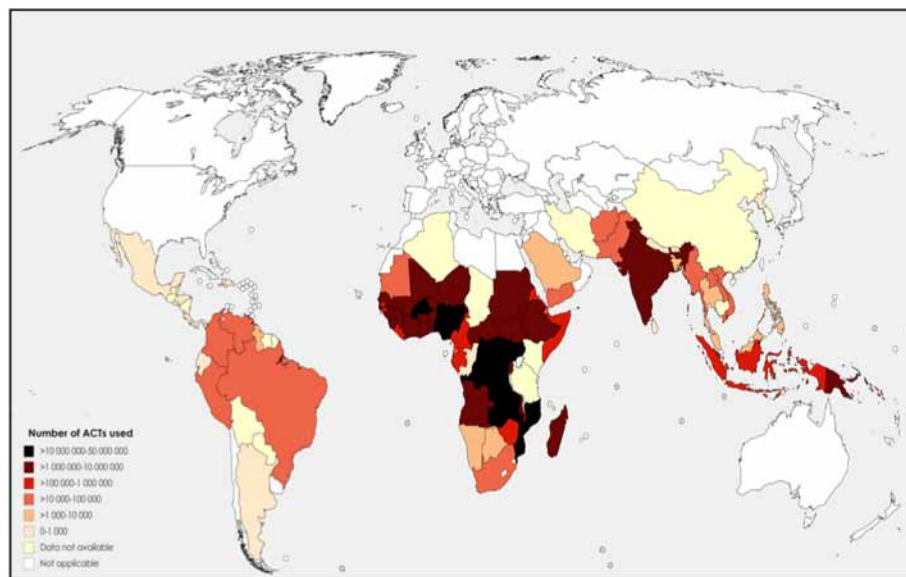 Number of ACTs used
>10 000 000-50 000 000
>1 000 000-10 000 000
>100 000-1 000 000
>10 000-100 000
>1 000-10 000
0-1 000
Data not available
Not applicable